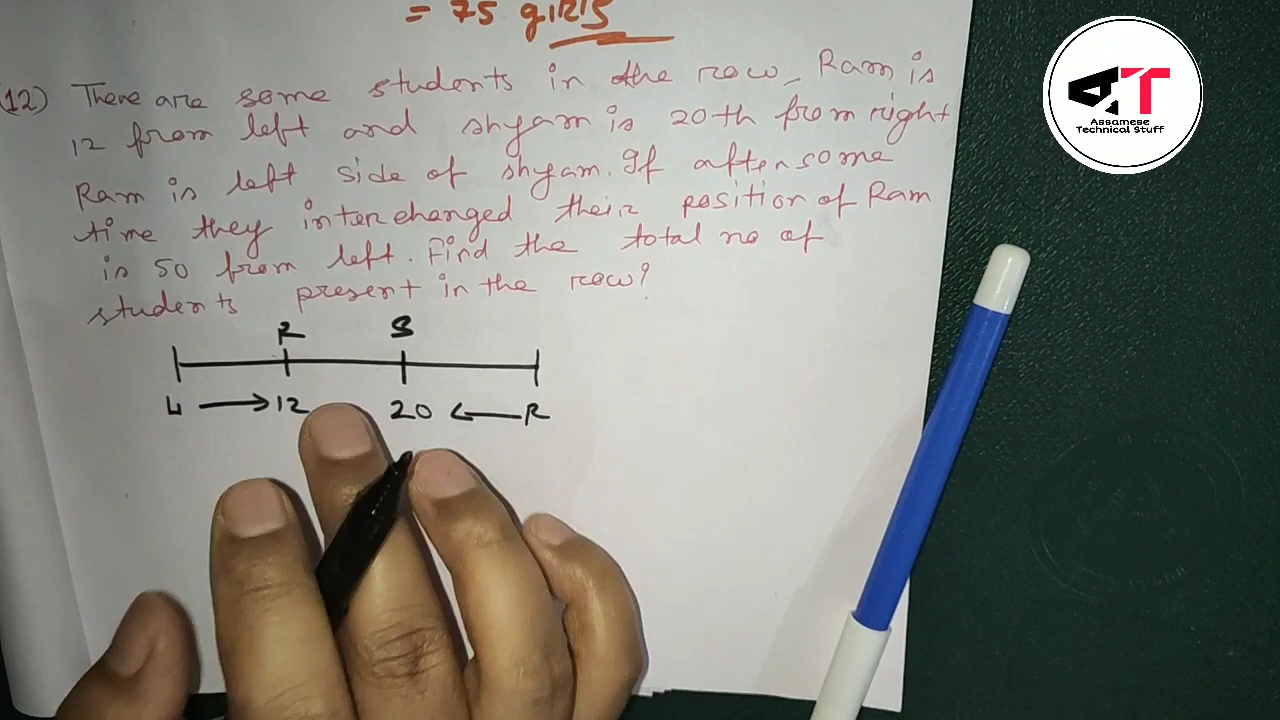 = 75 girls
(12) There are some students in the row, Ram is
12 from left and shyam is 20th from right
Ram is left side of shyam. If after some
time they interchanged their position of Ram
is 50 from left. Find the total no of
students present in the row?
R S
L → 12 20 ← R
AT
Assamese
Technical Stuff